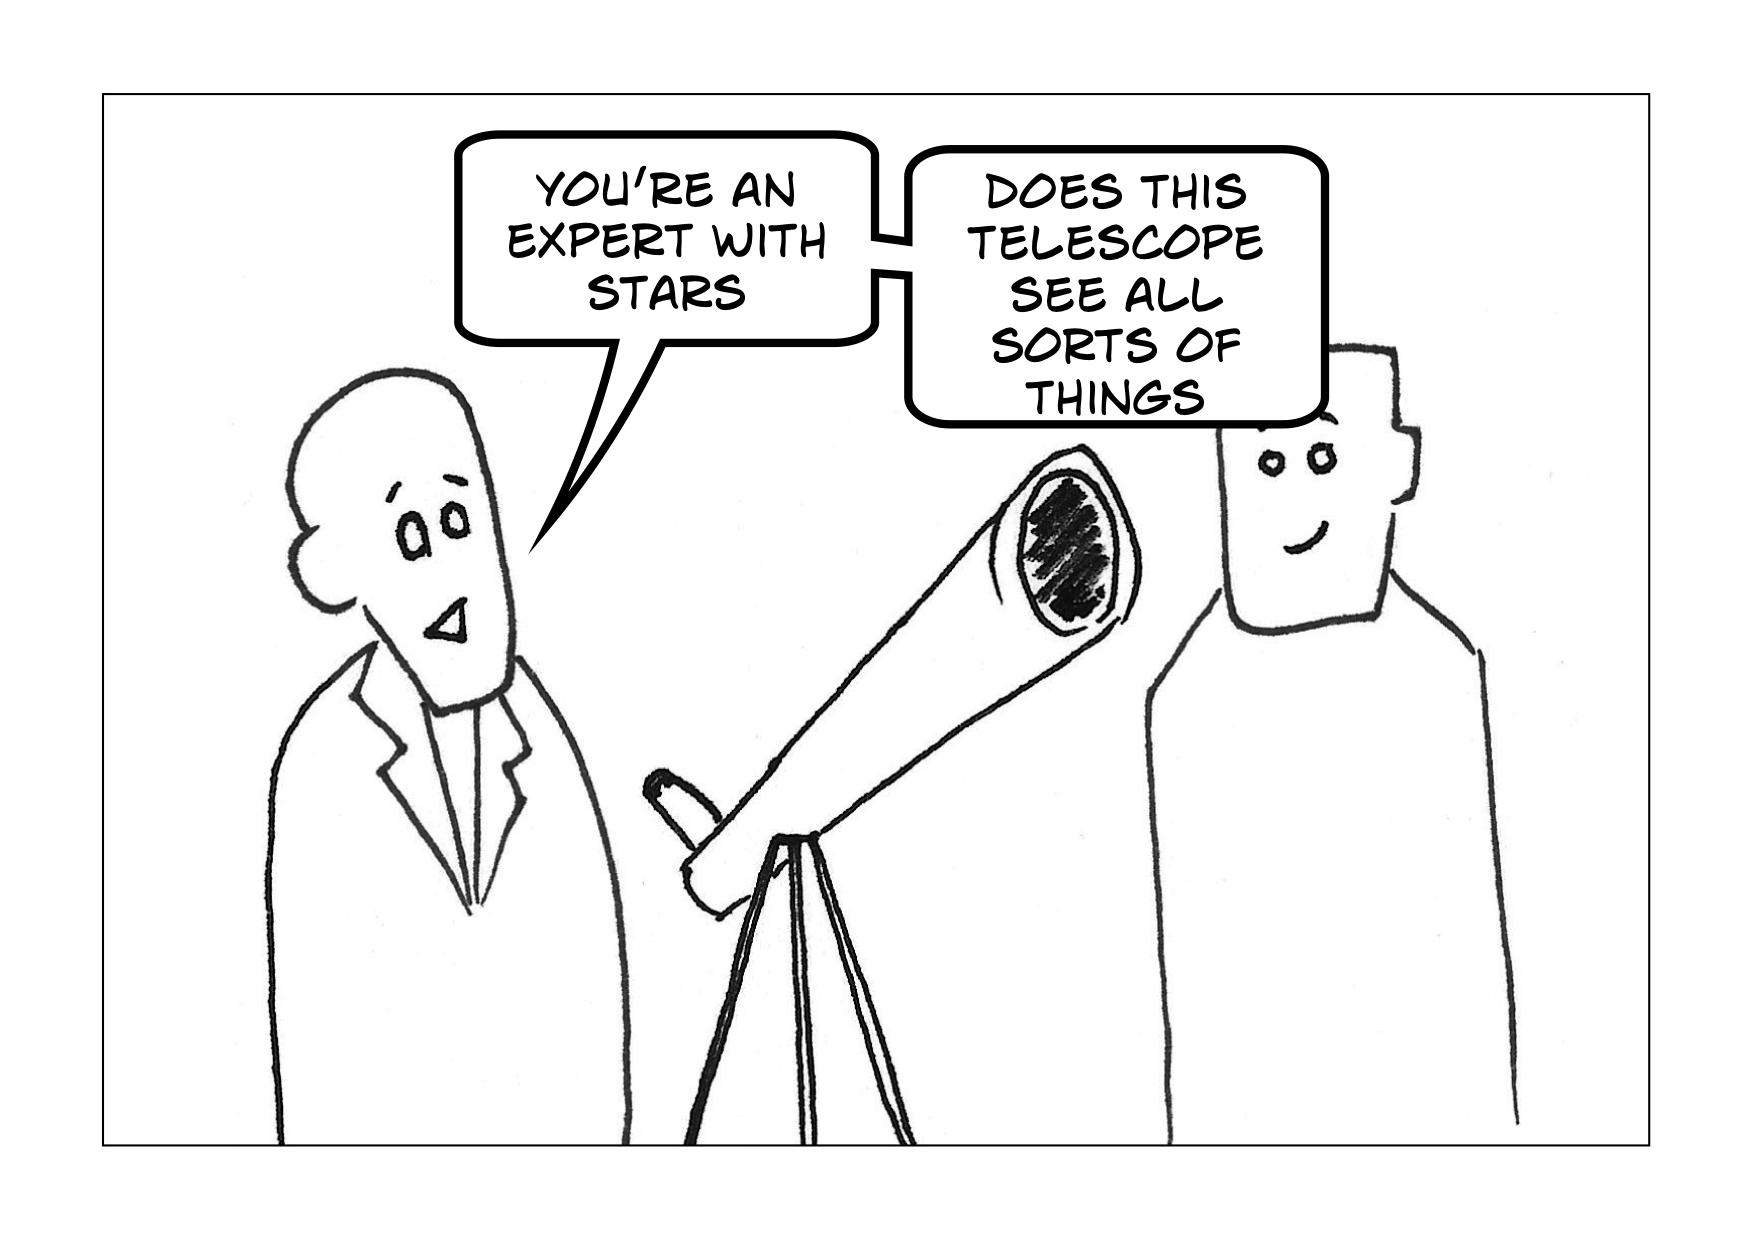 YOU'RE AN
EXPERT WITH
STARS
DOES THIS
TELESCOPE
SEE ALL
SORTS OF
THINGS